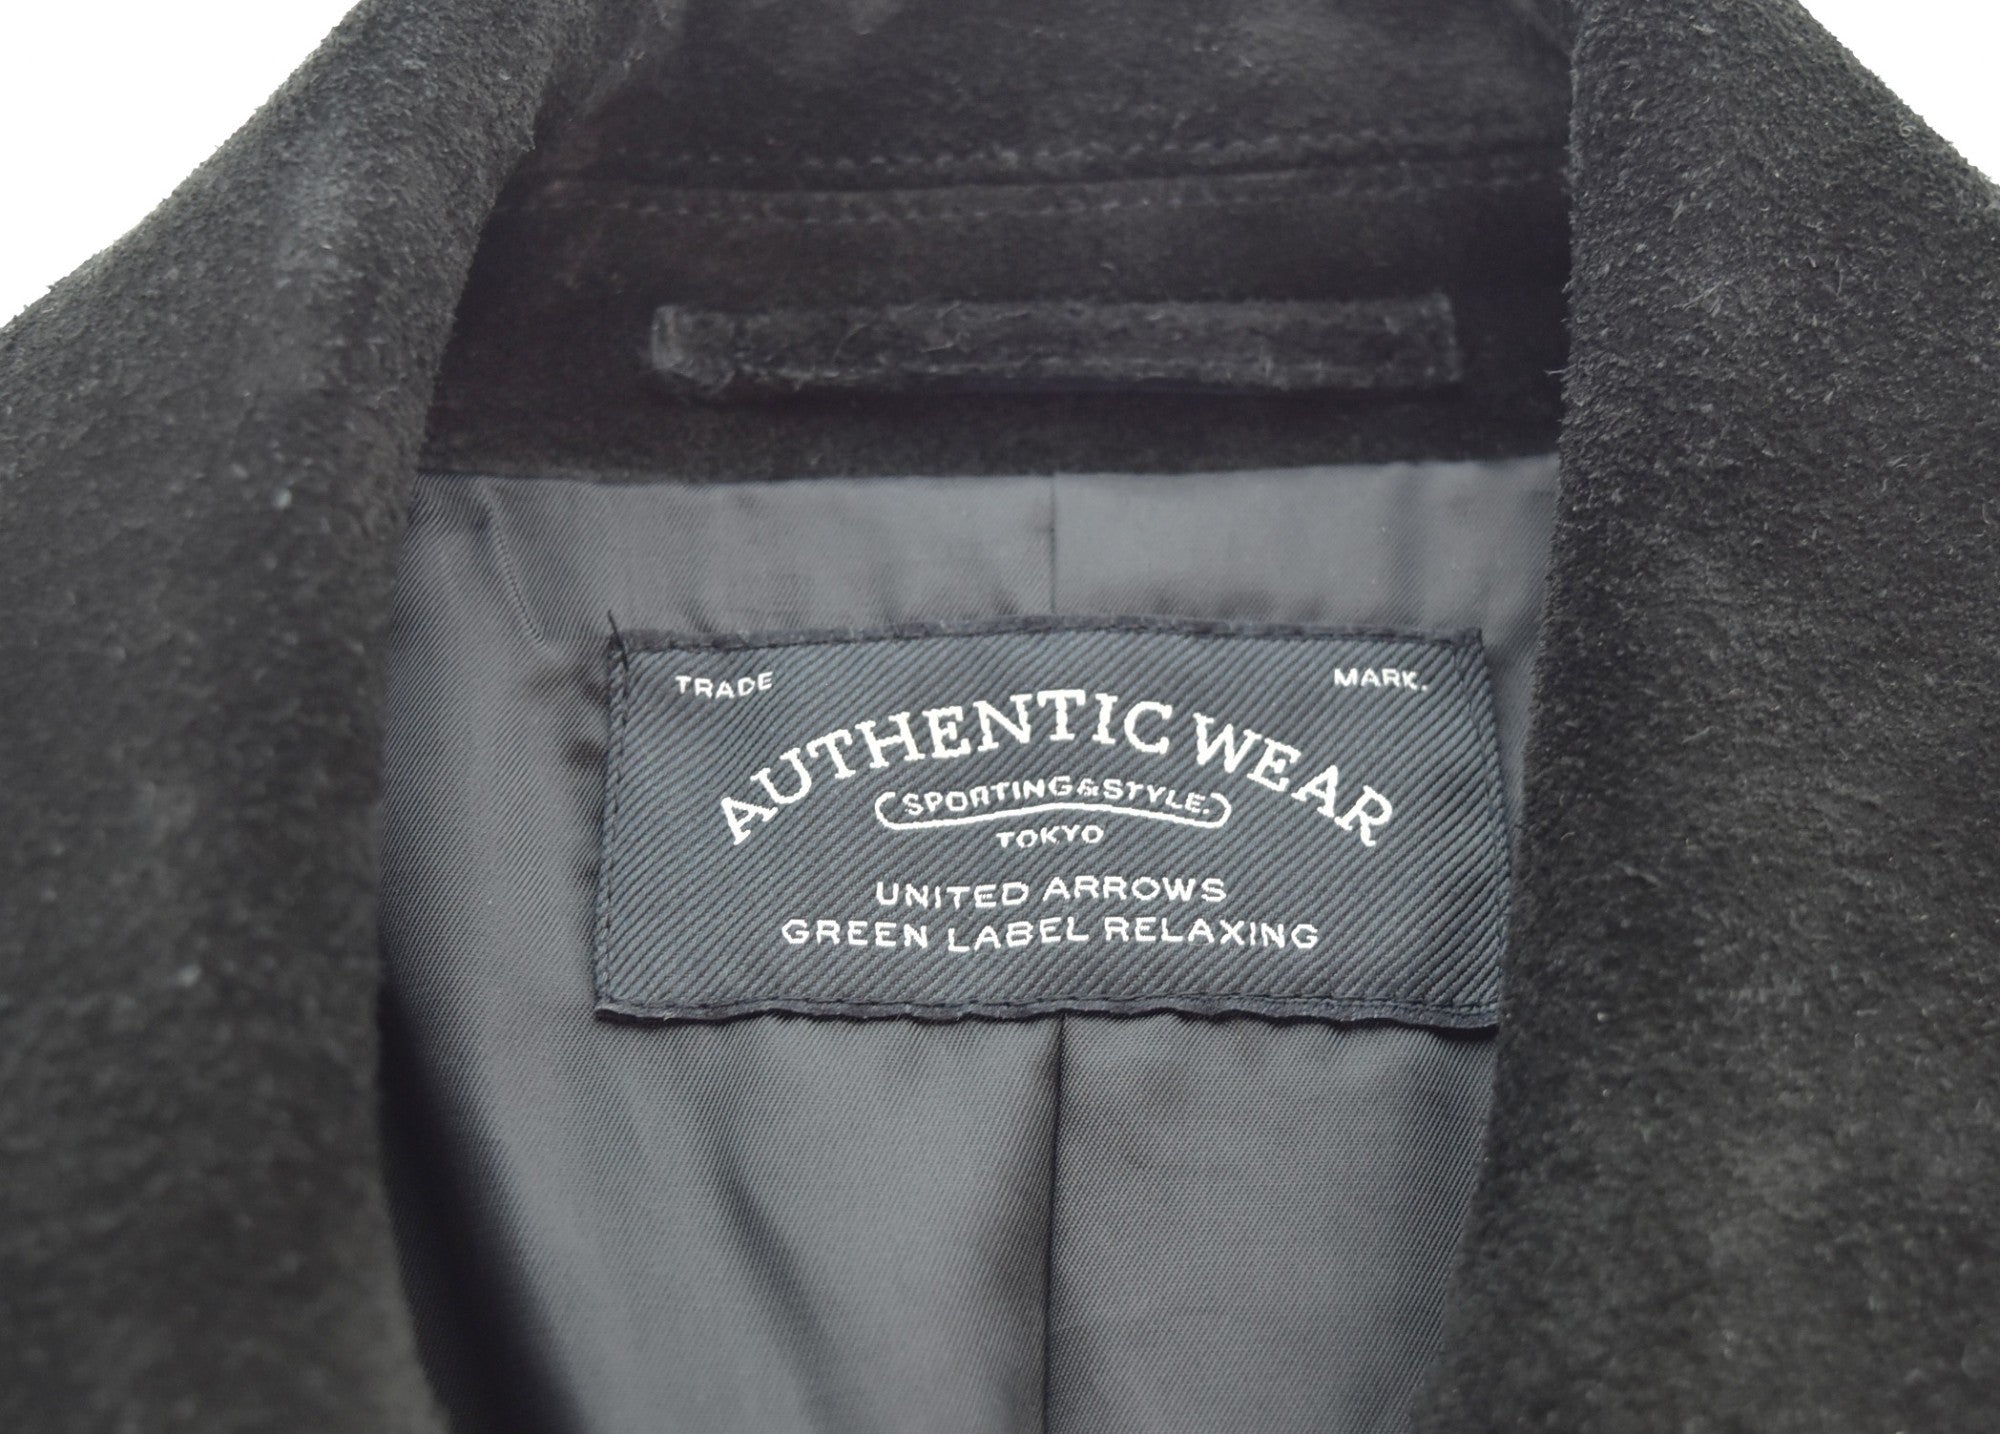 TRADE MARK.
AUTHENTIC WEAR
SPORTING & STYLE.
TOKYO
UNITED ARROWS
GREEN LABEL RELAXING